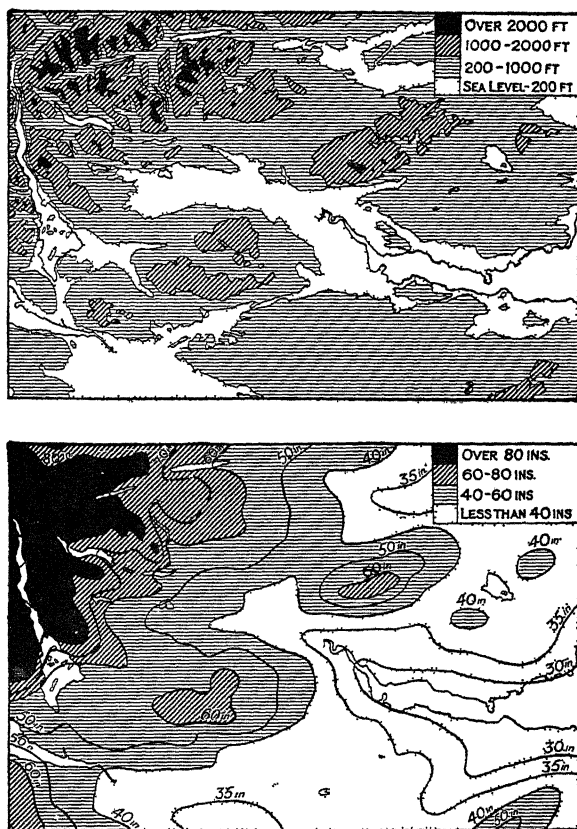 OVER 2000 FT
1000-2000 FT
200-1000 FT
SEA LEVEL-200 FT
OVER 80 INS.
60-80 INS.
40-60 INS
LESS THAN 40 INS
50in
40in
35in
50in
60in
40in
40in
35in
30in
60in
50in
30in
35in
35in
40in
40in
50in